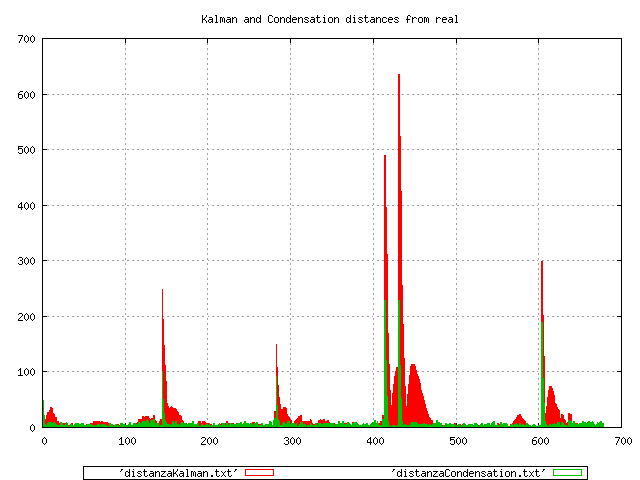 Kalman and Condensation distances from real
700
600
500
400
300
200
100
0
0 100 200 300 400 500 600 700
'distanzaKalman.txt' 'distanzaCondensation.txt'